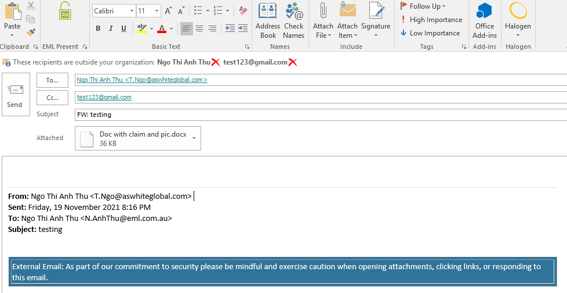 Paste
Calibri
11
A
A
B
I
U
A
Address
Book
Check
Names
Attach
File
Attach
Item
Signature
Follow Up
High Importance
Low Importance
Office
Add-ins
Halogen
Clipboard
EML Prevent
Basic Text
Names
Include
Tags
Add-ins
Halogen
These recipients are outside your organization: Ngo Thi Anh Thu test123@gmail.com
To...
Ngo Thi Anh Thu <T.Ngo@aswhiteglobal.com>
Cc...
test123@gmail.com
Send
Subject
FW: testing
Attached
Doc with claim and pic.docx
36 KB
From: Ngo Thi Anh Thu <T.Ngo@aswhiteglobal.com>
Sent: Friday, 19 November 2021 8:16 PM
To: Ngo Thi Anh Thu <N.AnhThu@eml.com.au>
Subject: testing
External Email: As part of our commitment to security please be mindful and exercise caution when opening attachments, clicking links, or responding to
this email.